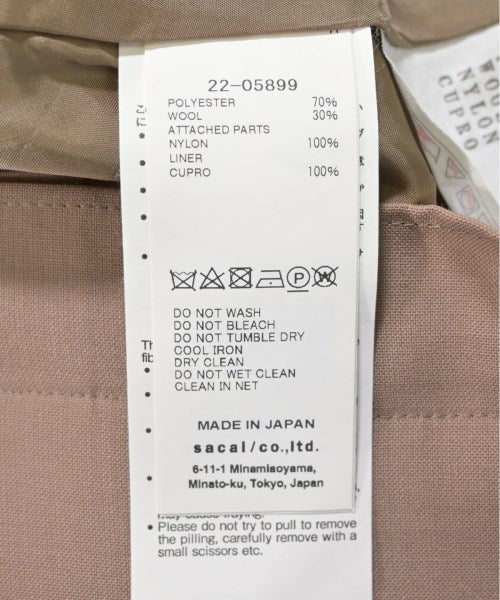 22-05899
POLYESTER 70%
WOOL 30%
ATTACHED PARTS
NYLON 100%
LINER
CUPRO 100%
DO NOT WASH
DO NOT BLEACH
DO NOT TUMBLE DRY
COOL IRON
DRY CLEAN
DO NOT WET CLEAN
CLEAN IN NET
MADE IN JAPAN
sacai/co.,ltd.
6-11-1 Minamiaoyama,
Minato-ku, Tokyo, Japan
may cause fraying.
• Please do not try to pull to remove
the pilling, carefully remove with a
small scissors etc.
NYLON
CUPRO